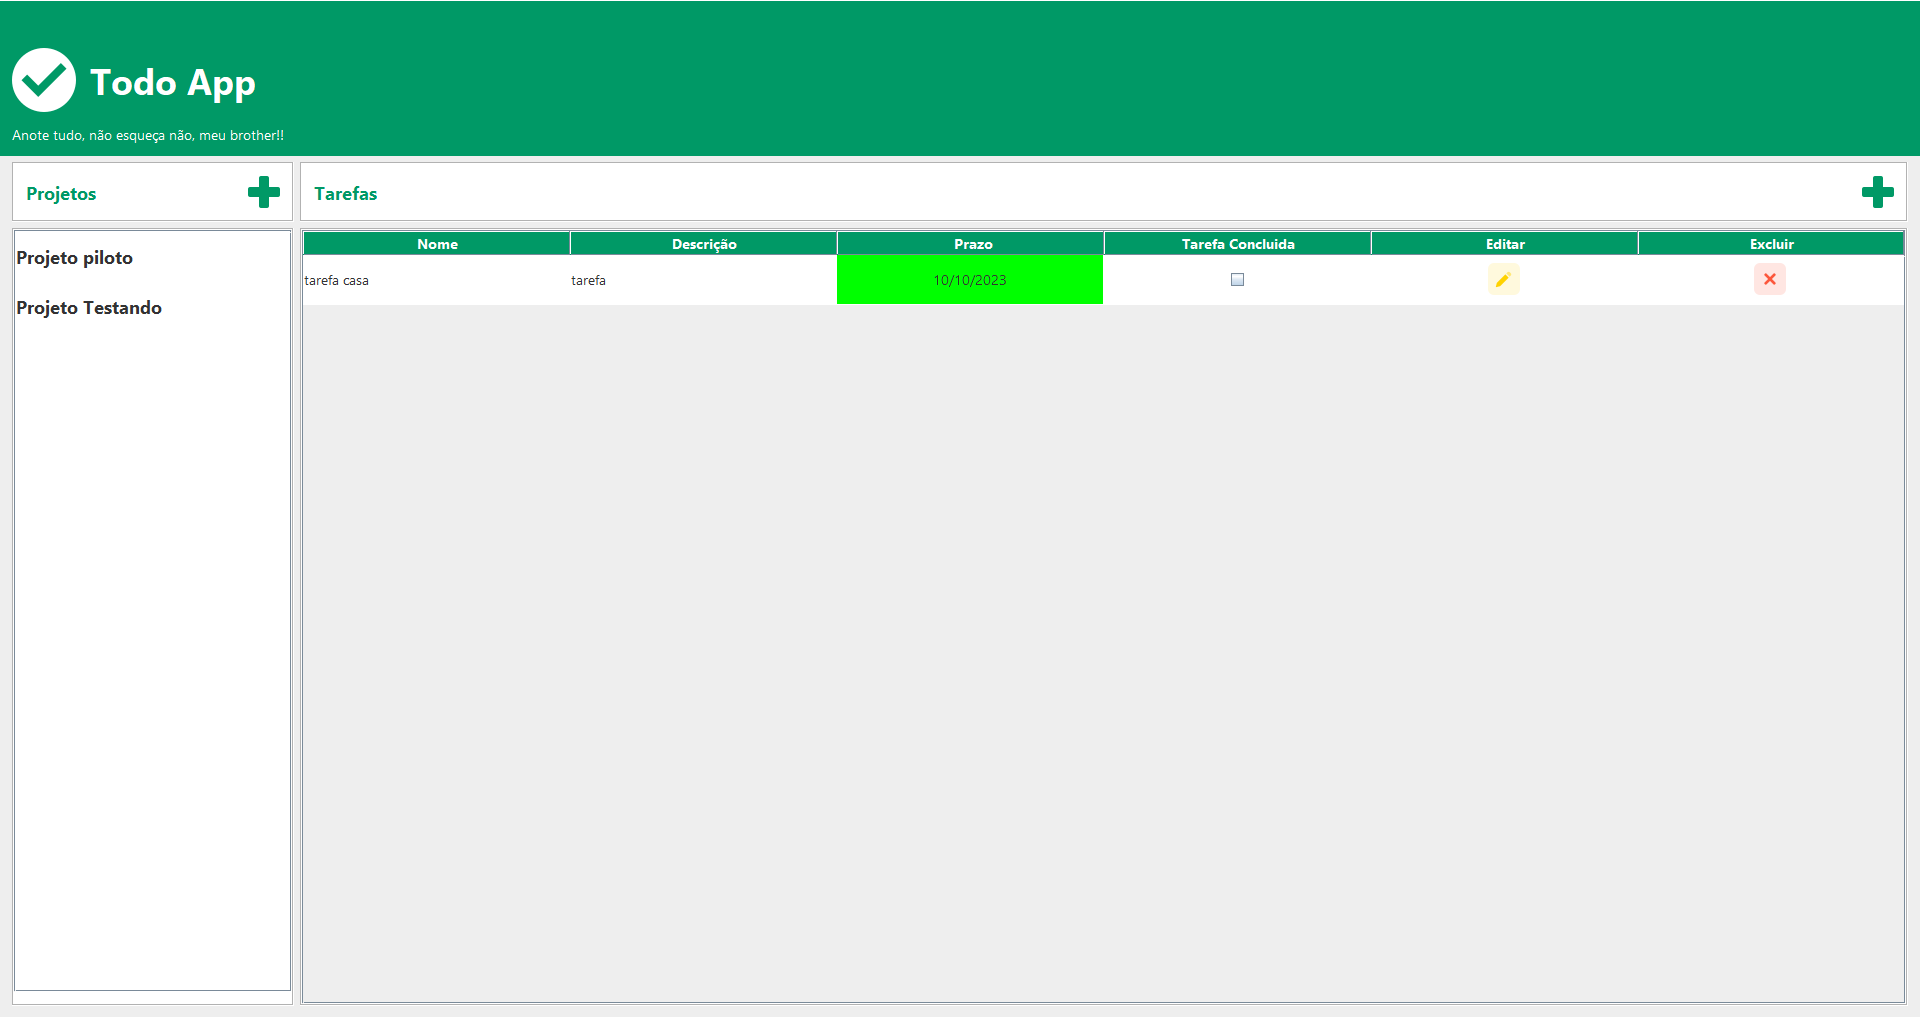 Todo App
Anote tudo, não esqueça não, meu brother!!
Projetos
Tarefas
Projeto piloto
Projeto Testando
Nome Descrição Prazo Tarefa Concluida Editar Excluir
tarefa casa tarefa 10/10/2023